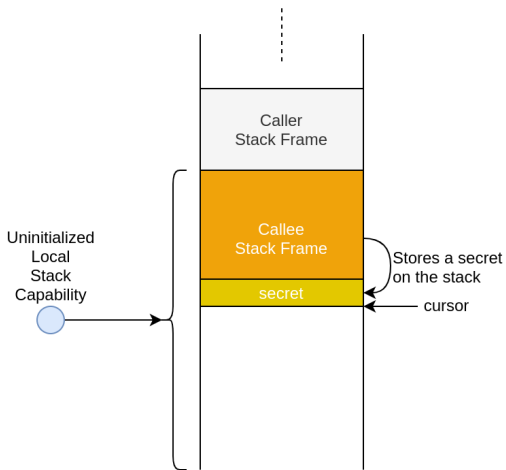 Caller
Stack Frame
Callee
Stack Frame
Uninitialized
Local
Stack
Capability
Stores a secret
on the stack
secret
cursor